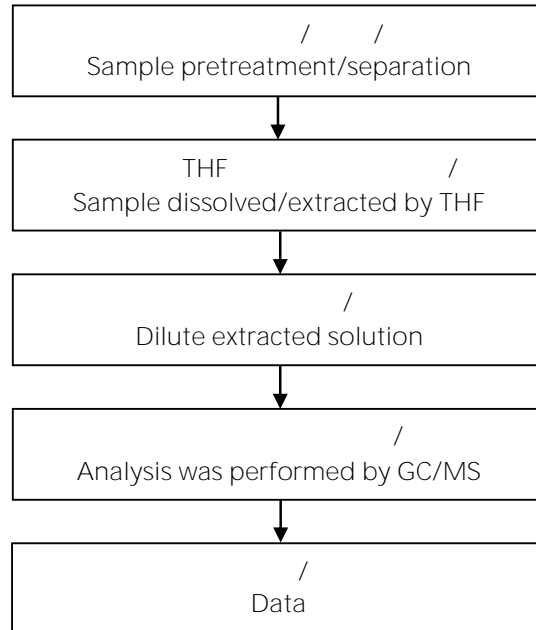 / /
Sample pretreatment/separation
THF /
Sample dissolved/extracted by THF
/
Dilute extracted solution
/
Analysis was performed by GC/MS
/
Data